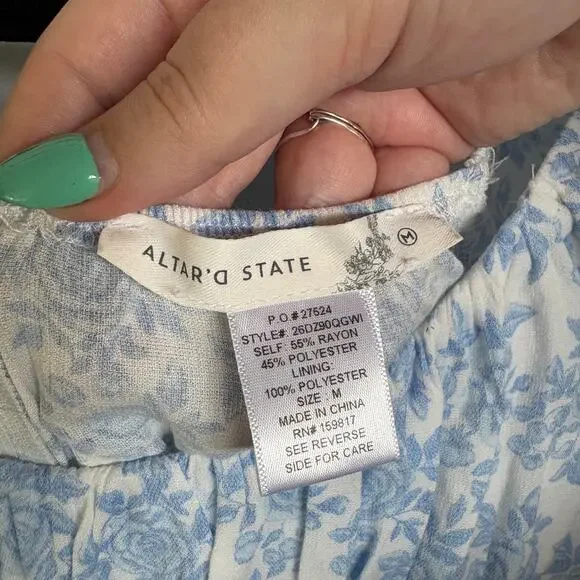 ALTAR'D STATE
M
P.O.# 27524
STYLE#. 26DZ90QGWI
SELF: 55% RAYON
45% POLYESTER
LINING:
100% POLYESTER
SIZE : M
MADE IN CHINA
RN# 159817
SEE REVERSE
SIDE FOR CARE